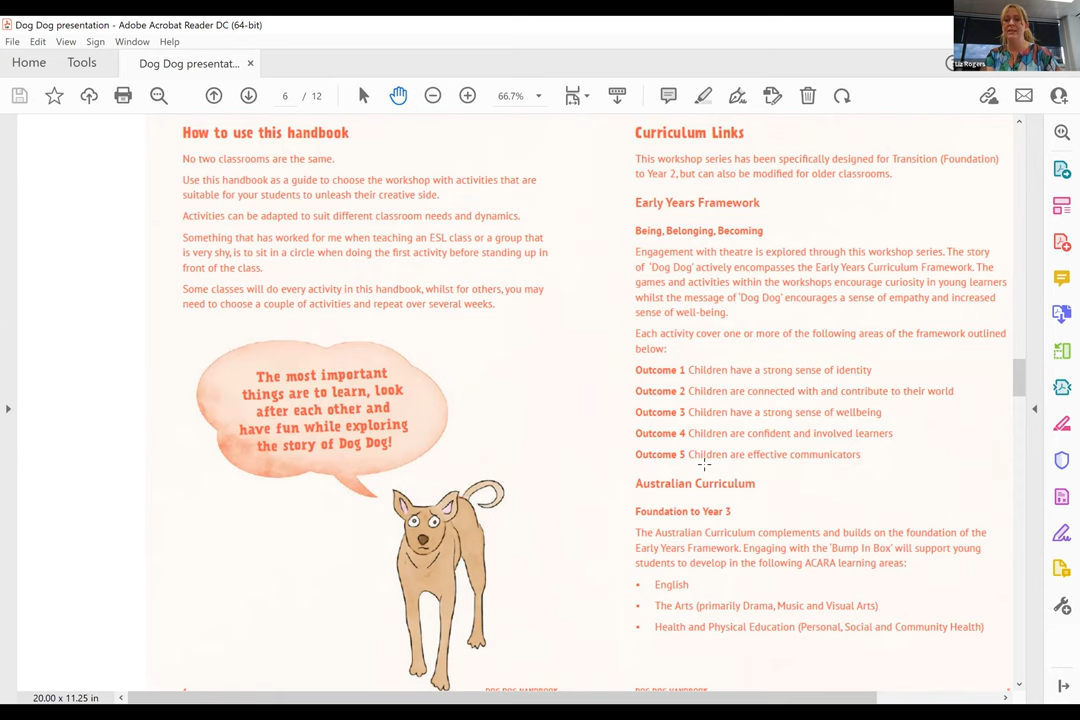 Dog Dog presentation - Adobe Acrobat Reader DC (64-bit)
File Edit View Sign Window Help
Home Tools Dog Dog presentat... ×
6 / 12 66.7%
Liz Rogers
How to use this handbook
No two classrooms are the same.
Use this handbook as a guide to choose the workshop with activities that are
suitable for your students to unleash their creative side.
Activities can be adapted to suit different classroom needs and dynamics.
Something that has worked for me when teaching an ESL class or a group that
is very shy, is to sit in a circle when doing the first activity before standing up in
front of the class.
Some classes will do every activity in this handbook, whilst for others, you may
need to choose a couple of activities and repeat over several weeks.
The most important
things are to learn, look
after each other and
have fun while exploring
the story of Dog Dog!
DOG DOG HANDBOOK
Curriculum Links
This workshop series has been specifically designed for Transition (Foundation)
to Year 2, but can also be modified for older classrooms.
Early Years Framework
Being, Belonging, Becoming
Engagement with theatre is explored through this workshop series. The story
of 'Dog Dog' actively encompasses the Early Years Curriculum Framework. The
games and activities within the workshops encourage curiosity in young learners
whilst the message of 'Dog Dog' encourages a sense of empathy and increased
sense of well-being.
Each activity cover one or more of the following areas of the framework outlined
below:
Outcome 1 Children have a strong sense of identity
Outcome 2 Children are connected with and contribute to their world
Outcome 3 Children have a strong sense of wellbeing
Outcome 4 Children are confident and involved learners
Outcome 5 Children are effective communicators
Australian Curriculum
Foundation to Year 3
The Australian Curriculum complements and builds on the foundation of the
Early Years Framework. Engaging with the 'Bump In Box' will support young
students to develop in the following ACARA learning areas:
• English
• The Arts (primarily Drama, Music and Visual Arts)
• Health and Physical Education (Personal, Social and Community Health)
DOG DOG HANDBOOK
20.00 x 11.25 in